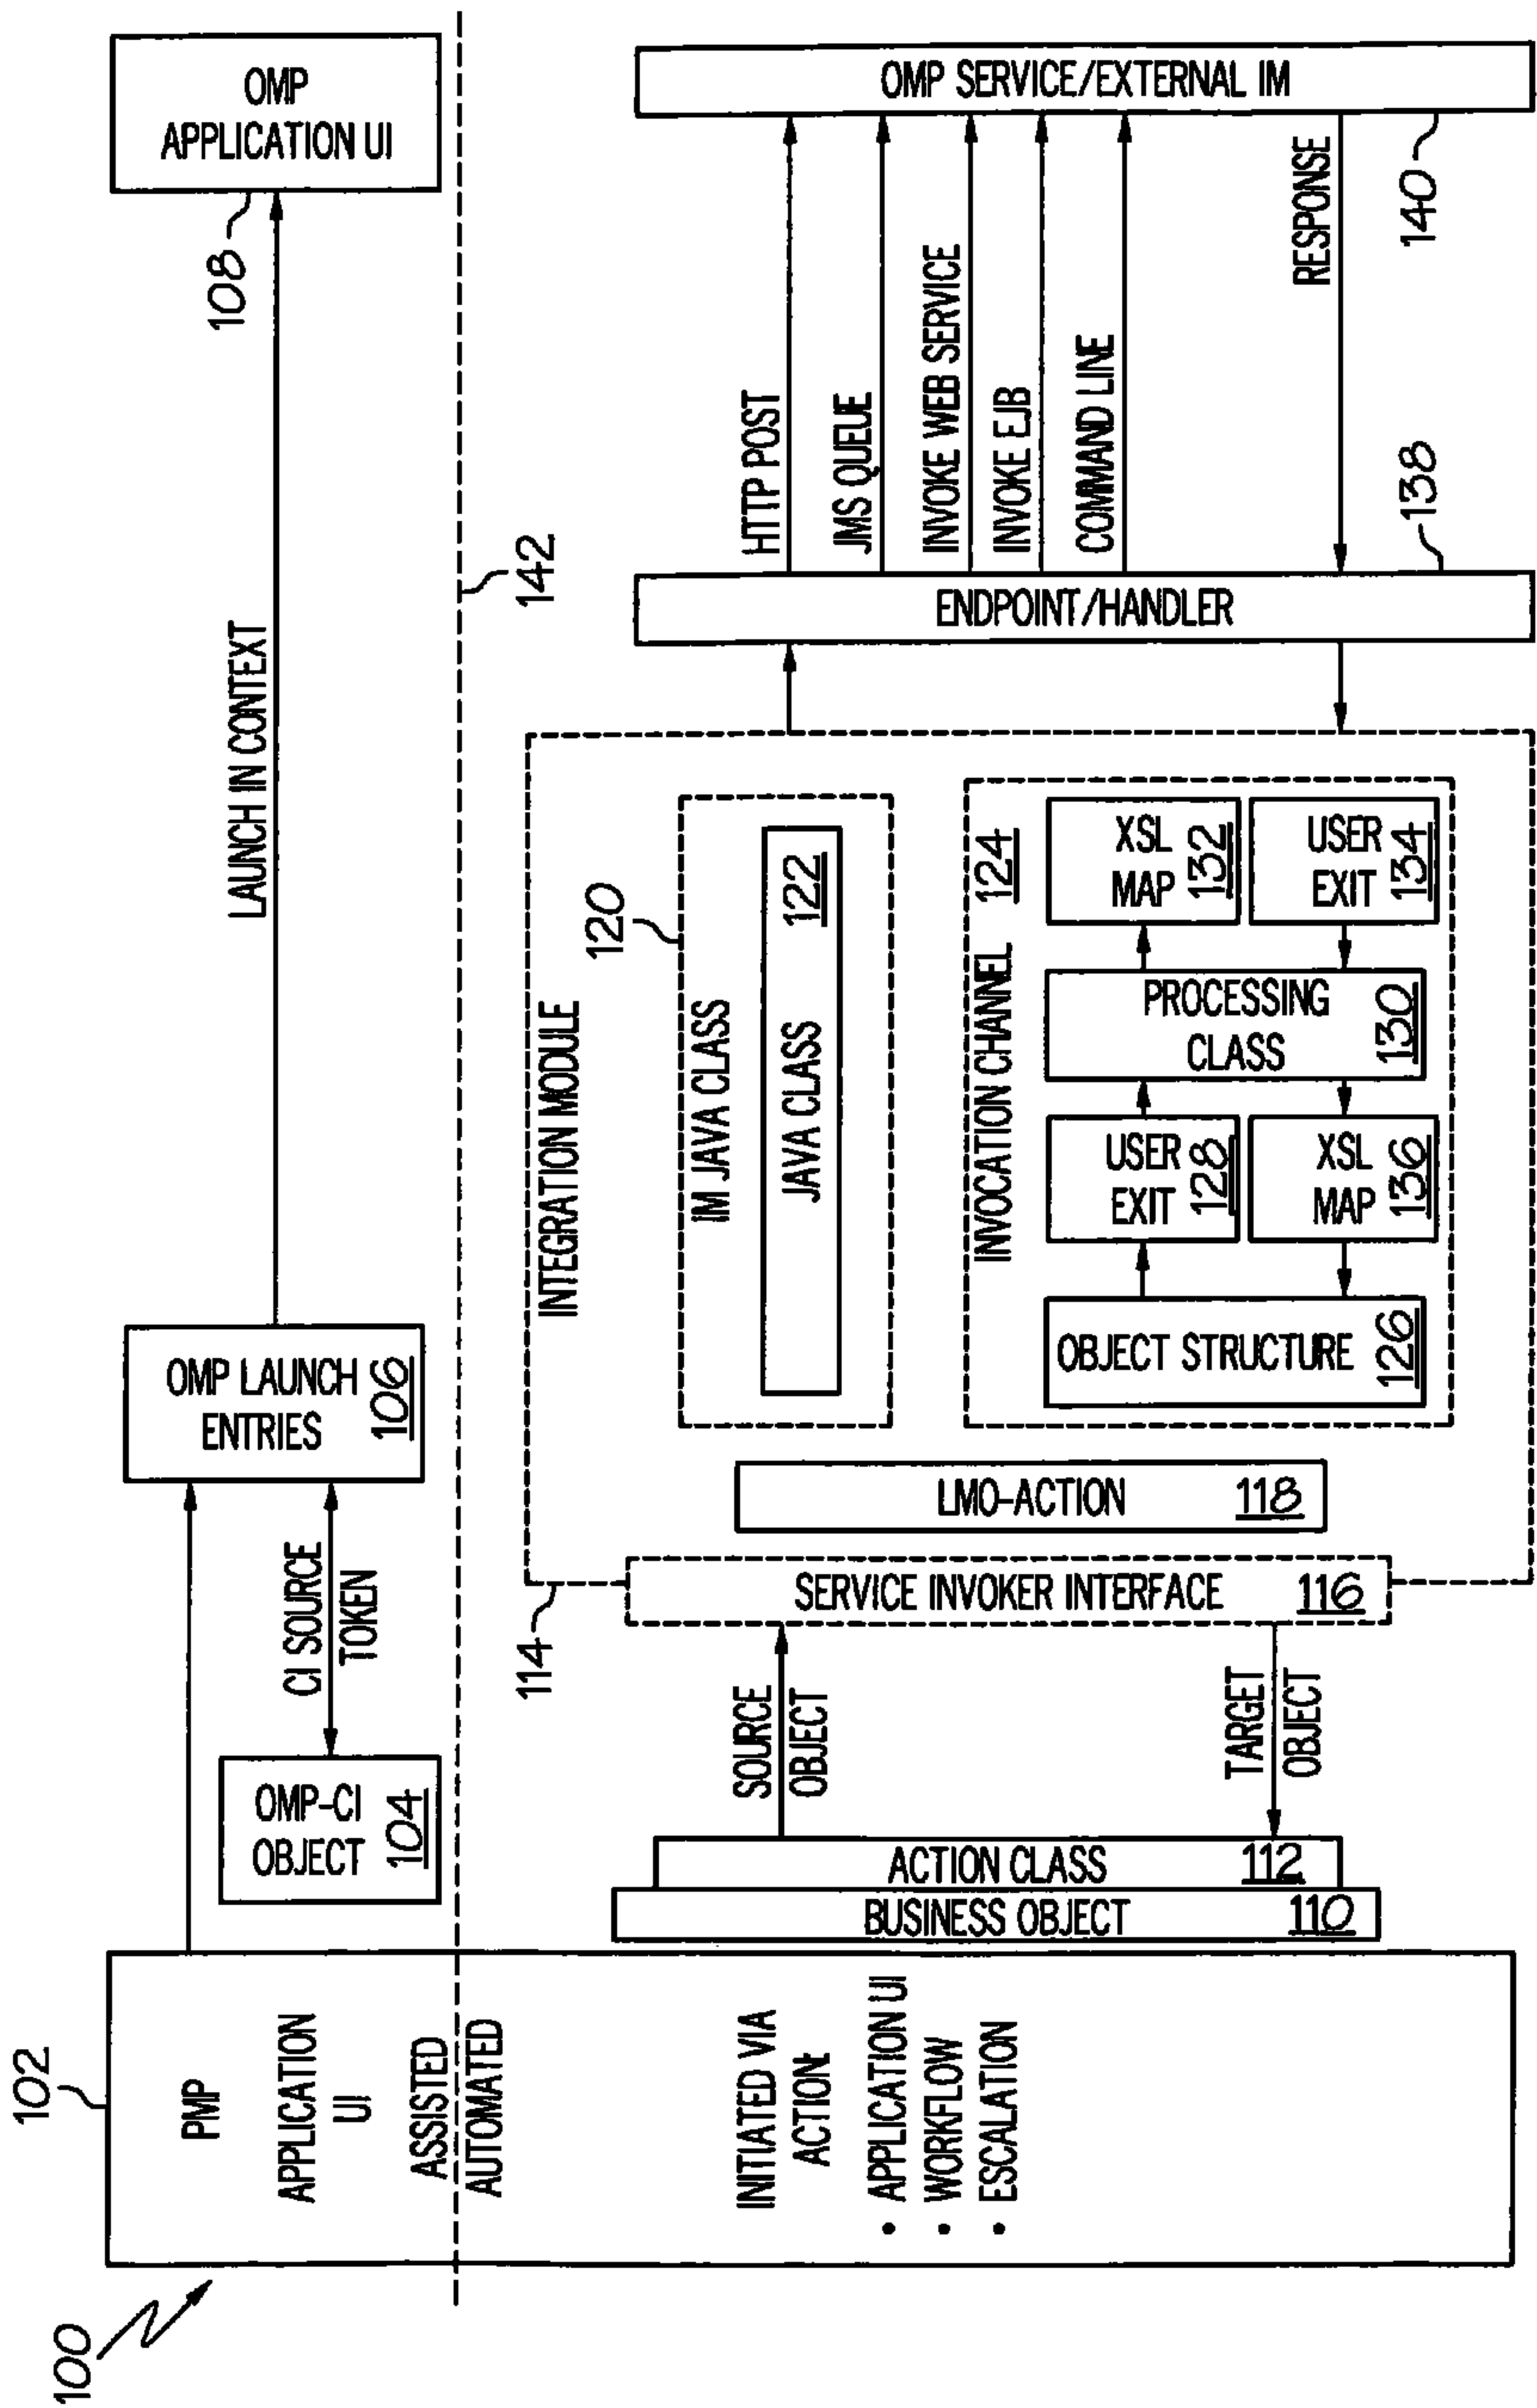 100
102
PMP
APPLICATION
UI
ASSISTED
AUTOMATED
INITIATED VIA
ACTION:
• APPLICATION UI
• WORKFLOW
• ESCALATION
OMP-CI
OBJECT 104
CI SOURCE
TOKEN
OMP LAUNCH
ENTRIES 106
LAUNCH IN CONTEXT
OMP
APPLICATION UI
108
142
BUSINESS OBJECT 110
ACTION CLASS 112
SOURCE
OBJECT
TARGET
OBJECT
114
SERVICE INVOKER INTERFACE 116
LMO-ACTION 118
INTEGRATION MODULE
120
IM JAVA CLASS
JAVA CLASS 122
INVOCATION CHANNEL 124
OBJECT STRUCTURE 126
USER
EXIT 128
PROCESSING
CLASS 130
XSL
MAP 132
USER
EXIT 134
XSL
MAP 136
ENDPOINT/HANDLER
138
HTTP POST
JMS QUEUE
INVOKE WEB SERVICE
INVOKE EJB
COMMAND LINE
RESPONSE
OMP SERVICE/EXTERNAL IM
140